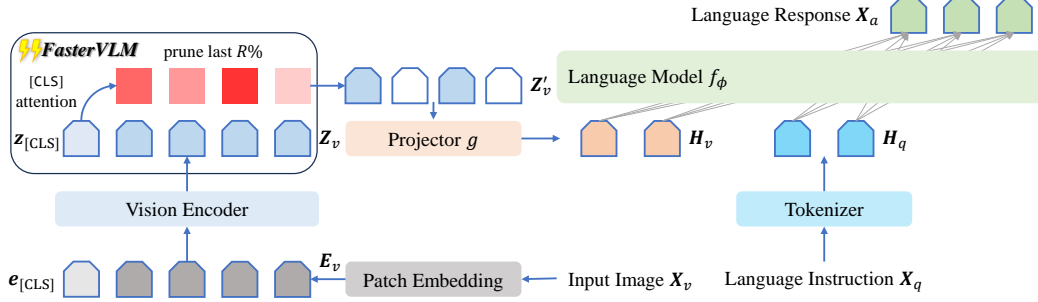 Language Response X_a
FasterVLM
prune last R%
[CLS]
attention
z_[CLS]
Z_v
Z'_v
Language Model f_ϕ
Projector g
H_v
H_q
Vision Encoder
Tokenizer
e_[CLS]
E_v
Patch Embedding
Input Image X_v
Language Instruction X_q